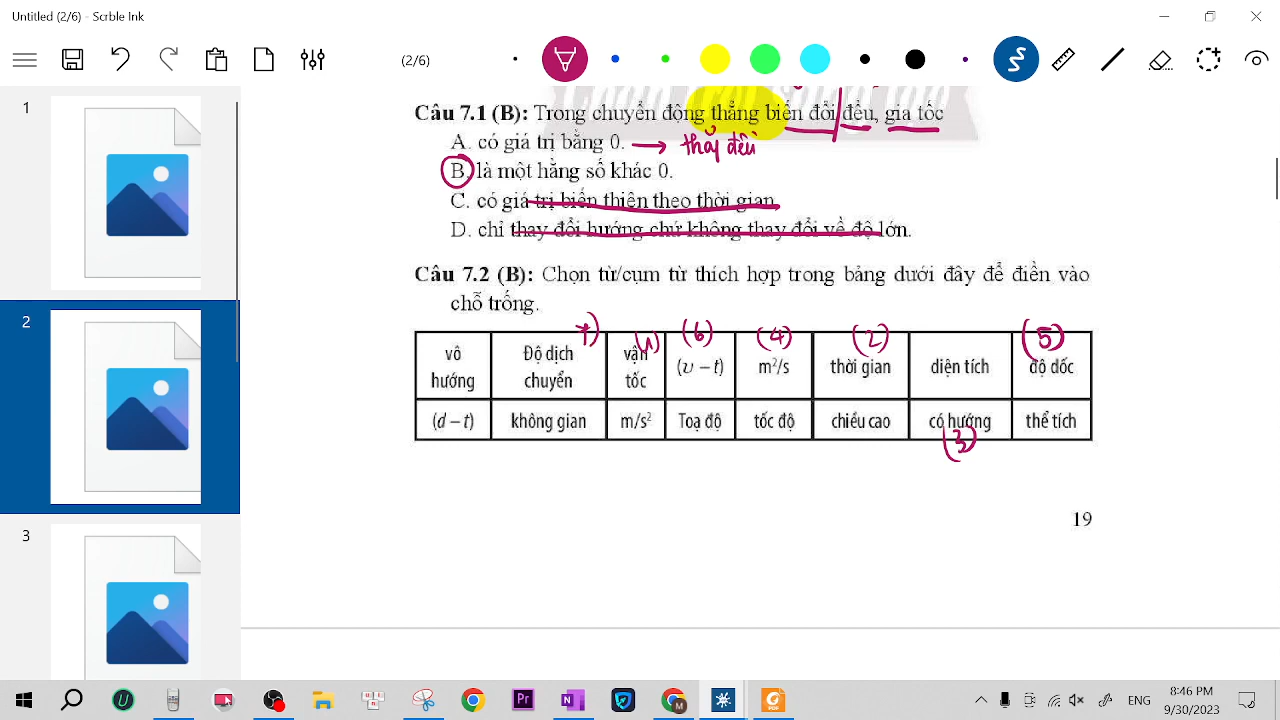 Untitled (2/6) - Scrble Ink
(2/6)
1
2
3
Chân trời sáng tạo
Câu 7.1 (B): Trong chuyển động thẳng biến đổi đều, gia tốc
A. có giá trị bằng 0. → thẳg đều
B. là một hằng số khác 0.
C. có giá trị biến thiên theo thời gian.
D. chỉ thay đổi hướng chứ không thay đổi về độ lớn.
Câu 7.2 (B): Chọn từ/cụm từ thích hợp trong bảng dưới đây để điền vào
chỗ trống.
7) (1) (6) (4) (2) (5)
vô hướng Độ dịch chuyển vận tốc (υ – t) m²/s thời gian diện tích độ dốc
(d – t) không gian m/s² Toạ độ tốc độ chiều cao có hướng thể tích
(3)
19
ENG
8:46 PM
9/30/2023